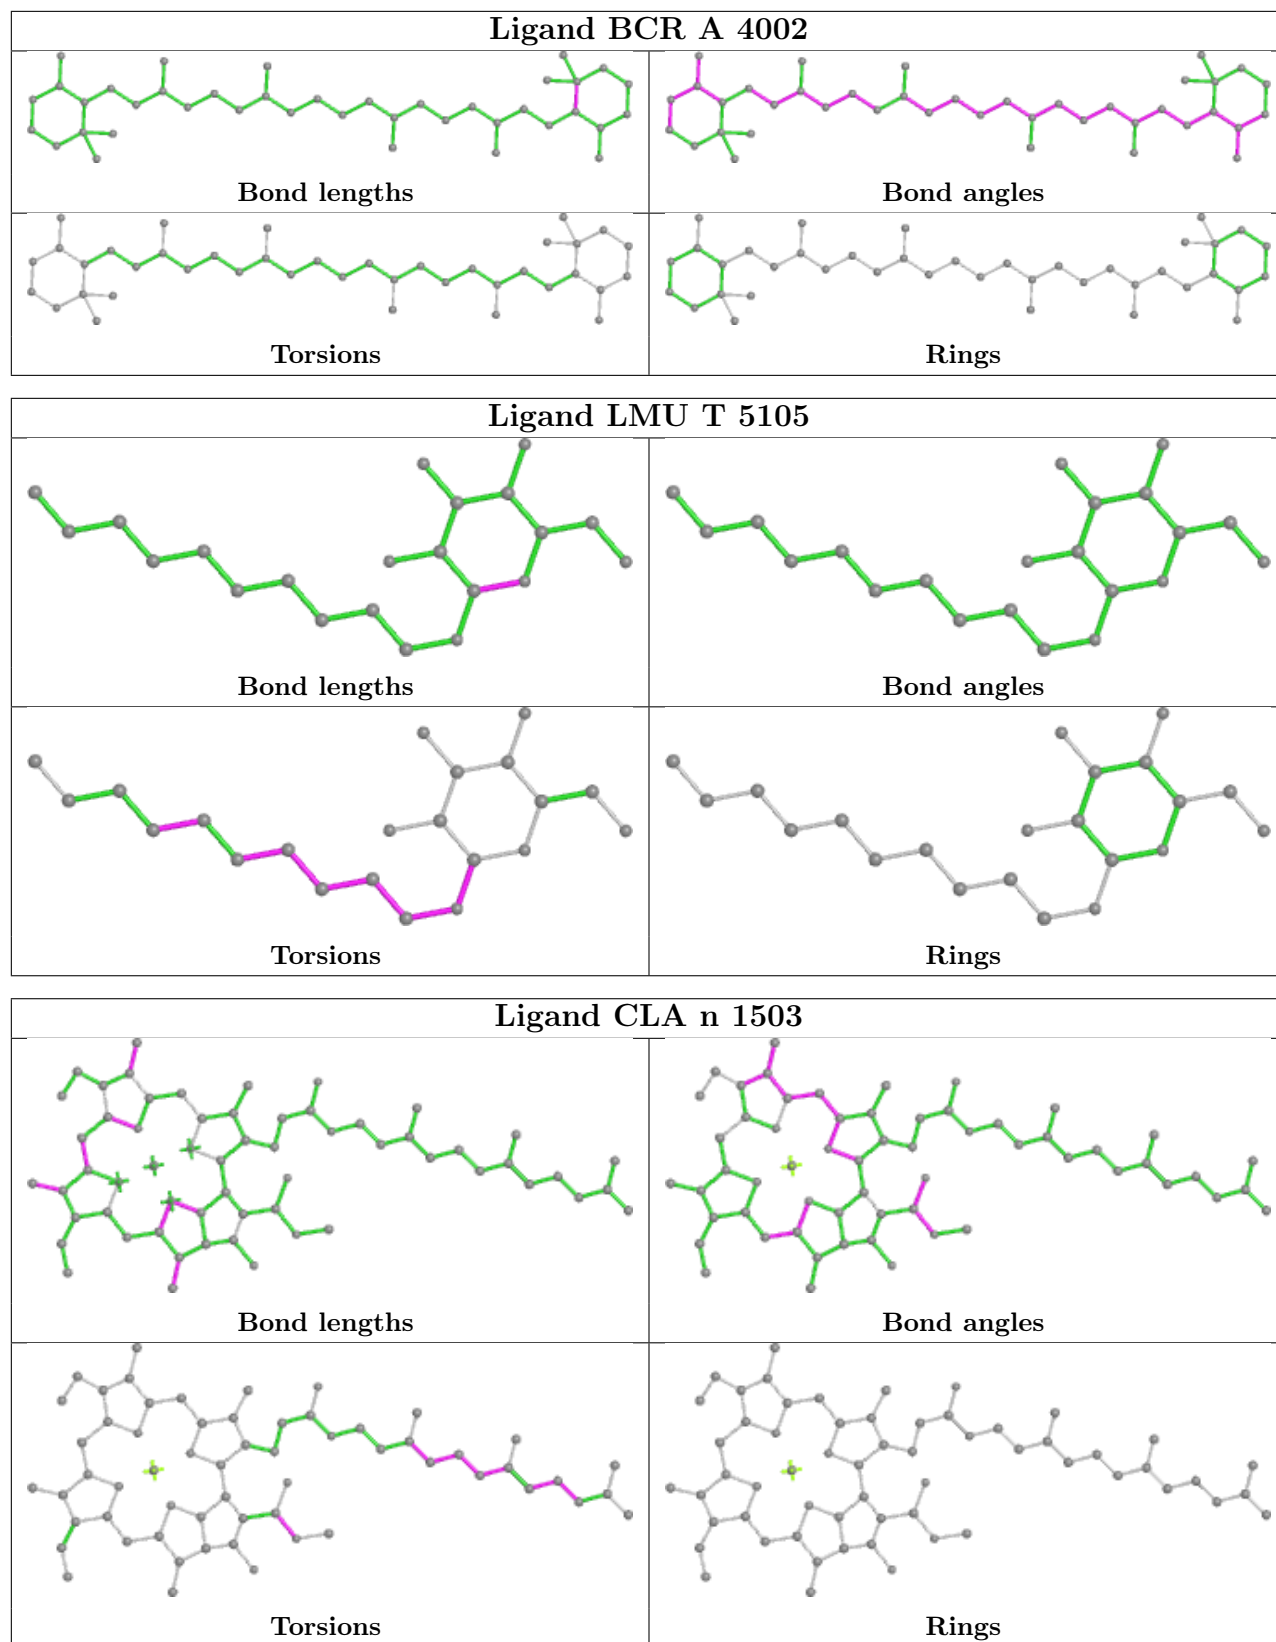 Ligand BCR A 4002
Bond lengths
Bond angles
Torsions
Rings
Ligand LMU T 5105
Bond lengths
Bond angles
Torsions
Rings
Ligand CLA n 1503
Bond lengths
Bond angles
Torsions
Rings